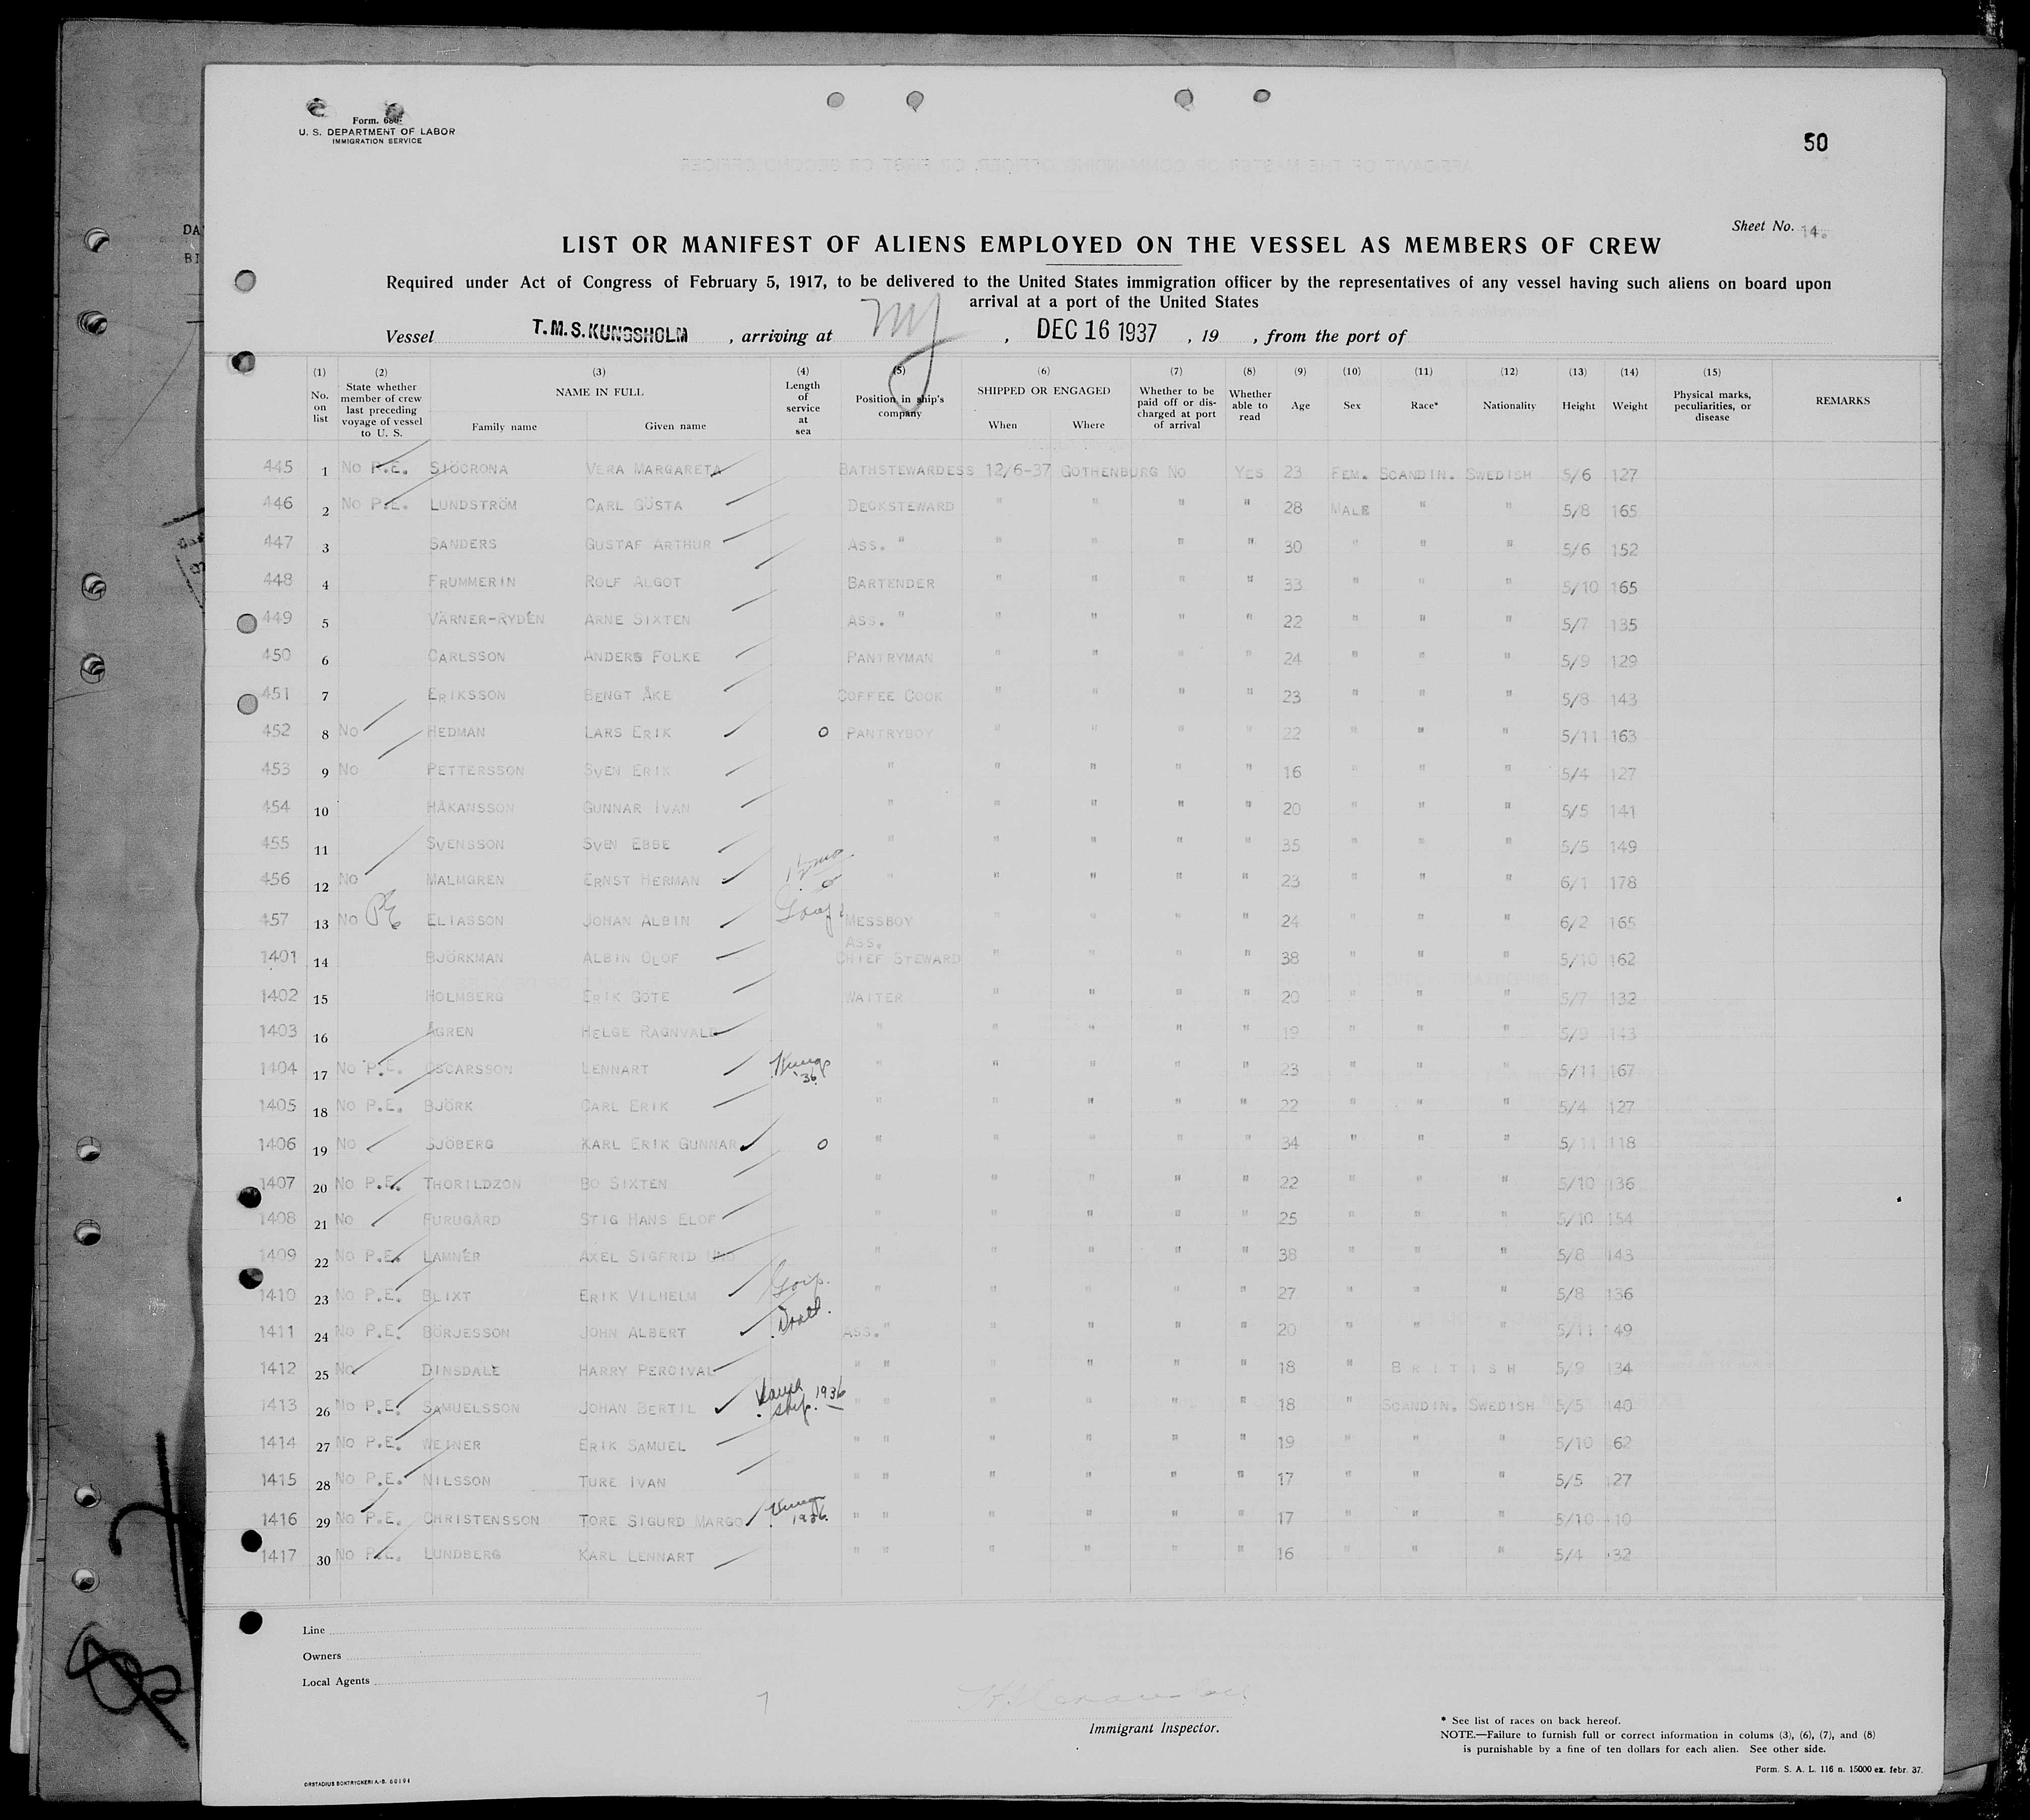 Form. 680.
U. S. DEPARTMENT OF LABOR
IMMIGRATION SERVICE
50
Sheet No. 14.
LIST OR MANIFEST OF ALIENS EMPLOYED ON THE VESSEL AS MEMBERS OF CREW
Required under Act of Congress of February 5, 1917, to be delivered to the United States immigration officer by the representatives of any vessel having such aliens on board upon
arrival at a port of the United States
Vessel T.M.S. KUNGSHOLM , arriving at NY , DEC 16 1937 , 19 , from the port of
(1) No. on list (2) State whether member of crew last preceding voyage of vessel to U. S. (3) NAME IN FULL Family name Given name (4) Length of service at sea (5) Position in ship's company (6) SHIPPED OR ENGAGED When Where (7) Whether to be paid off or discharged at port of arrival (8) Whether able to read (9) Age (10) Sex (11) Race* (12) Nationality (13) Height (14) Weight (15) Physical marks, peculiarities, or disease REMARKS
445 1 No P.E. SJÖCRONA VERA MARGARETA BATHSTEWARDESS 12/6-37 GOTHENBURG NO YES 23 FEM. SCANDIN. SWEDISH 5/6 127
446 2 No P.E. LUNDSTRÖM CARL GÖSTA DECKSTEWARD " " " " 28 MALE " " 5/8 165
447 3 SANDERS GUSTAF ARTHUR ASS. " " " " " 30 " " " 5/6 152
448 4 FRUMMERIN ROLF ALGOT BARTENDER " " " " 33 " " " 5/10 165
449 5 VÄRNER-RYDÉN ARNE SIXTEN ASS. " " " " " 22 " " " 5/7 135
450 6 CARLSSON ANDERS FOLKE PANTRYMAN " " " " 24 " " " 5/9 129
451 7 ERIKSSON BENGT ÅKE COFFEE COOK " " " " 23 " " " 5/8 143
452 8 No HEDMAN LARS ERIK 0 PANTRYBOY " " " " 22 " " " 5/11 163
453 9 No PETTERSSON SVEN ERIK " " " " " 16 " " " 5/4 127
454 10 HÅKANSSON GUNNAR IVAN " " " " " 20 " " " 5/5 141
455 11 SVENSSON SVEN EBBE " " " " " 35 " " " 5/5 149
456 12 No MALMGREN ERNST HERMAN " " " " " 23 " " " 6/1 178
457 13 No PE ELIASSON JOHAN ALBIN MESSBOY " " " " 24 " " " 6/2 165
1401 14 BJÖRKMAN ALBIN OLOF ASS. CHIEF STEWARD " " " " 38 " " " 5/10 162
1402 15 HOLMBERG ERIK GÖTE WAITER " " " " 20 " " " 5/7 132
1403 16 ÅGREN HELGE RAGNVALD " " " " " 19 " " " 5/9 143
1404 17 No P.E. OSCARSSON LENNART Kungs '36 " " " " " 23 " " " 5/11 167
1405 18 No P.E. BJÖRK CARL ERIK " " " " " 22 " " " 5/4 127
1406 19 No SJÖBERG KARL ERIK GUNNAR 0 " " " " " 34 " " " 5/11 118
1407 20 No P.E. THORILDZON BO SIXTEN " " " " " 22 " " " 5/10 136
1408 21 No FURUGÅRD STIG HANS ELOF " " " " " 25 " " " 5/10 154
1409 22 No P.E. LAMNÉR AXEL SIGFRID UNO " " " " " 38 " " " 5/8 143
1410 23 No P.E. BLIXT ERIK VILHELM " " " " " 27 " " " 5/8 136
1411 24 No P.E. BÖRJESSON JOHN ALBERT ASS. " " " " " 20 " " " 5/11 149
1412 25 No DINSDALE HARRY PERCIVAL " " " " " " 18 " BRITISH 5/9 134
1413 26 No P.E. SAMUELSSON JOHAN BERTIL same ship. 1936 " " " " " " 18 " SCANDIN. SWEDISH 5/5 140
1414 27 No P.E. WEINER ERIK SAMUEL " " " " " " 19 " " " 5/10 162
1415 28 No P.E. NILSSON TURE IVAN " " " " " " 17 " " " 5/5 127
1416 29 No P.E. CHRISTENSSON TORE SIGURD MARGO Kungs 1936 " " " " " " 17 " " " 5/10 110
1417 30 No P.E. LUNDBERG KARL LENNART " " " " " " 16 " " " 5/4 132
Line
Owners
Local Agents
Immigrant Inspector.
* See list of races on back hereof.
NOTE.—Failure to furnish full or correct information in colums (3), (6), (7), and (8)
is purnishable by a fine of ten dollars for each alien. See other side.
ORSTADIUS BOKTRYCKERI A.-B. 60194
Form. S. A. L. 116 n. 15000 ex. febr. 37.